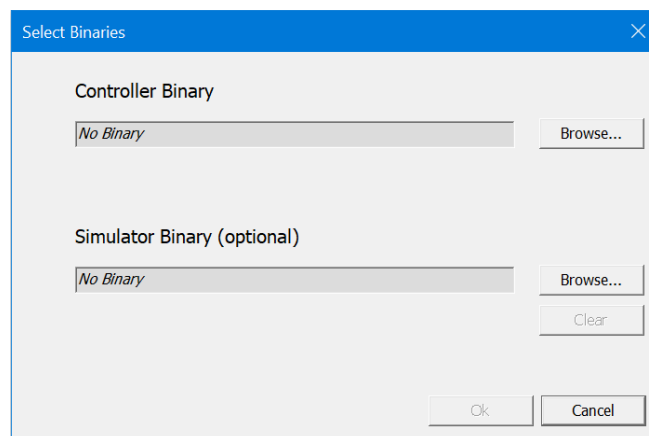 Select Binaries
Controller Binary
No Binary
Browse...
Simulator Binary (optional)
No Binary
Browse...
Clear
Ok
Cancel